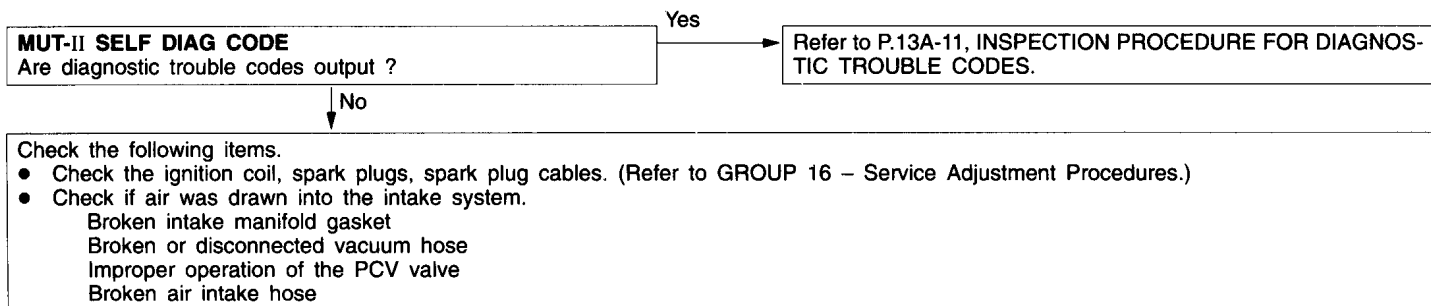 Yes
MUT-II SELF DIAG CODE
Are diagnostic trouble codes output ?
Refer to P.13A-11, INSPECTION PROCEDURE FOR DIAGNOS-
TIC TROUBLE CODES.
No
Check the following items.
● Check the ignition coil, spark plugs, spark plug cables. (Refer to GROUP 16 – Service Adjustment Procedures.)
● Check if air was drawn into the intake system.
Broken intake manifold gasket
Broken or disconnected vacuum hose
Improper operation of the PCV valve
Broken air intake hose